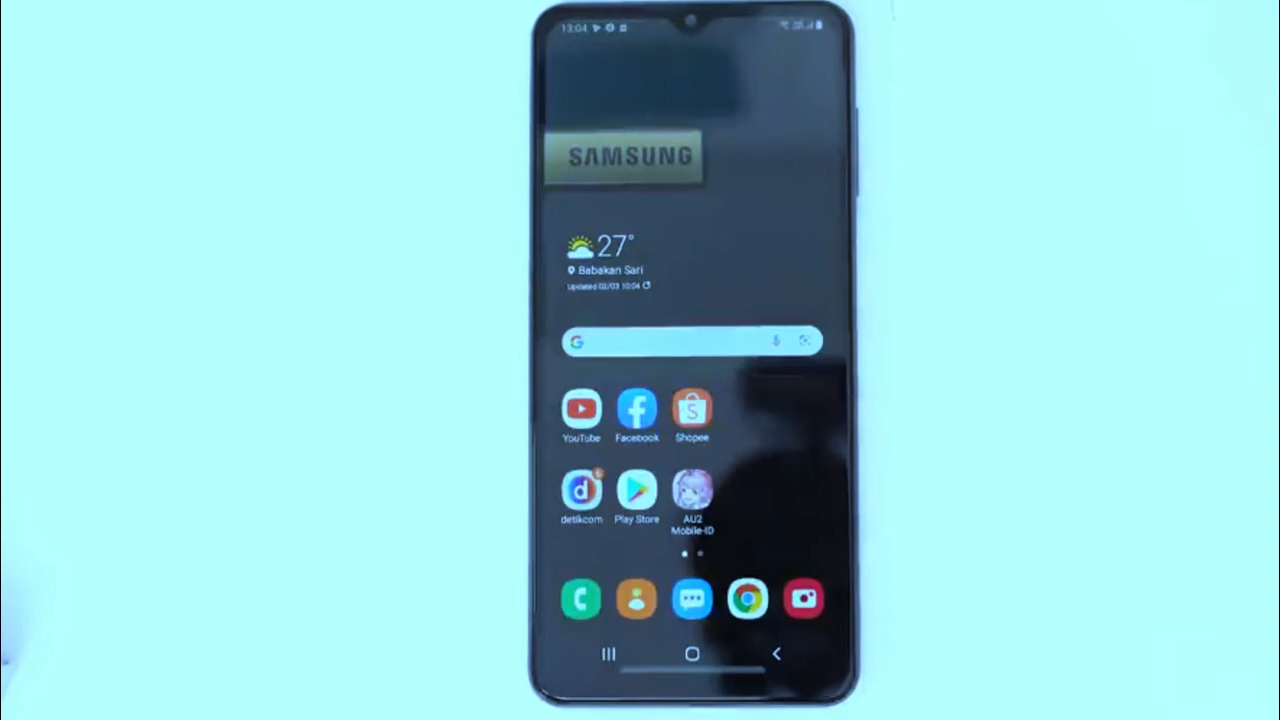 13:04
SAMSUNG
27°
Babakan Sari
Updated 02/03 10:04
YouTube Facebook Shopee
detikcom Play Store AU2 Mobile-ID